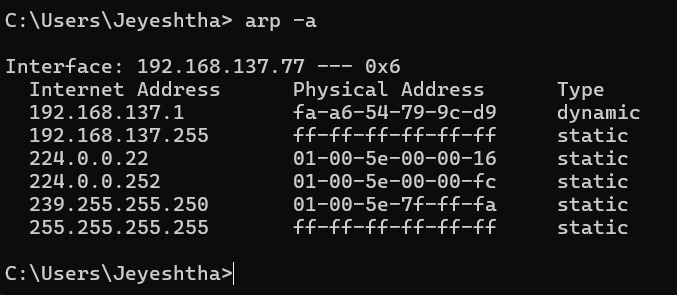 C:\Users\Jeyeshtha> arp -a
Interface: 192.168.137.77 --- 0x6
Internet Address Physical Address Type
192.168.137.1 fa-a6-54-79-9c-d9 dynamic
192.168.137.255 ff-ff-ff-ff-ff-ff static
224.0.0.22 01-00-5e-00-00-16 static
224.0.0.252 01-00-5e-00-00-fc static
239.255.255.250 01-00-5e-7f-ff-fa static
255.255.255.255 ff-ff-ff-ff-ff-ff static
C:\Users\Jeyeshtha>